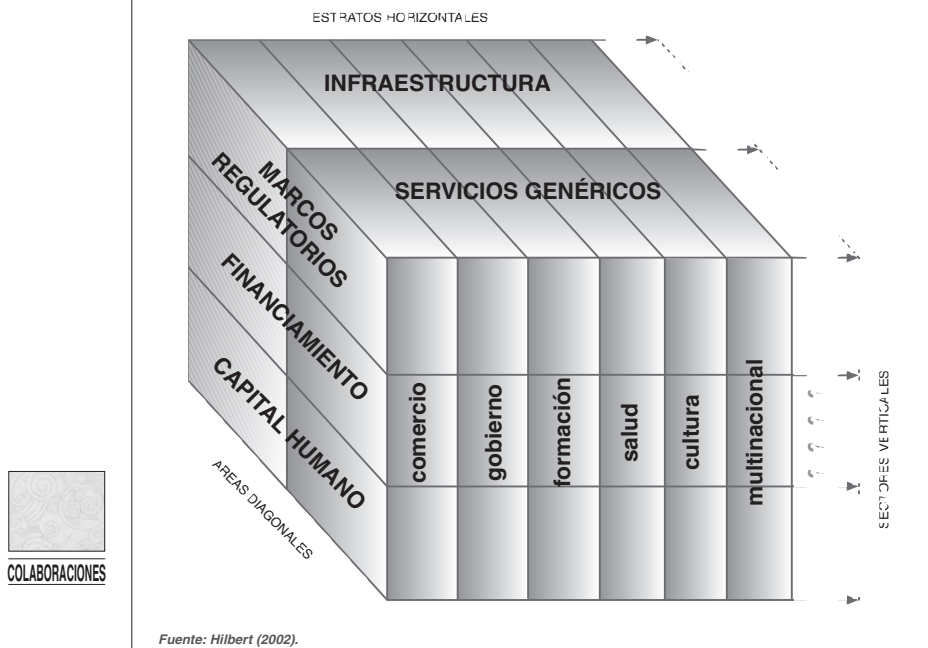 ESTRATOS HORIZONTALES
INFRAESTRUCTURA
SERVICIOS GENÉRICOS
MARCOS
REGULATORIOS
FINANCIAMIENTO
CAPITAL HUMANO
AREAS DIAGONALES
comercio
gobierno
formación
salud
cultura
multinacional
SECTORES VERTICALES
COLABORACIONES
Fuente: Hilbert (2002).